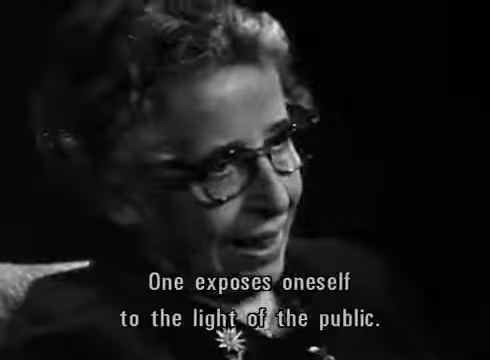 One exposes oneself
to the light of the public.